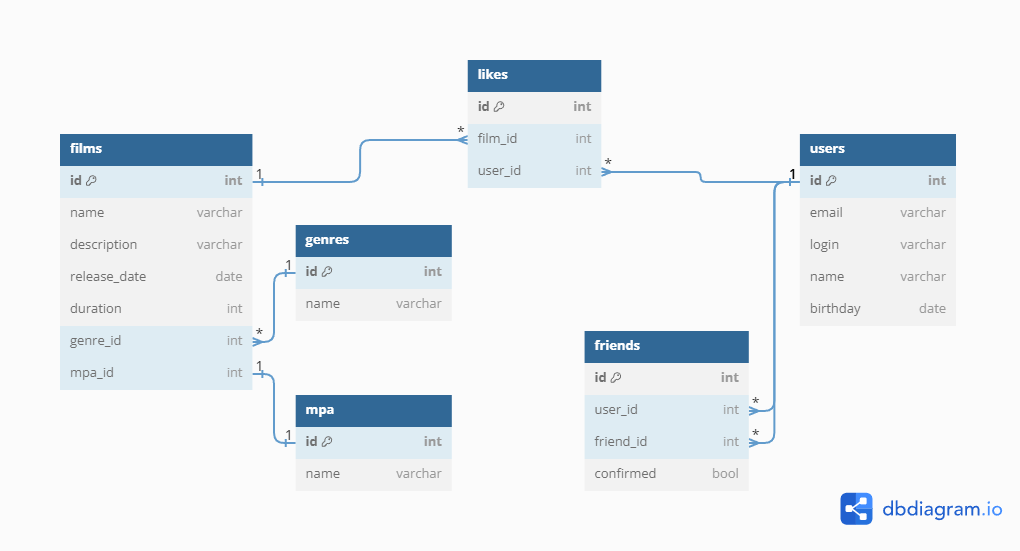 likes
id int
film_id int
user_id int
films
id int
name varchar
description varchar
release_date date
duration int
genre_id int
mpa_id int
users
id int
email varchar
login varchar
name varchar
birthday date
genres
id int
name varchar
friends
id int
user_id int
friend_id int
confirmed bool
mpa
id int
name varchar
1
*
*
1
1
*
1
1
*
*
dbdiagram.io